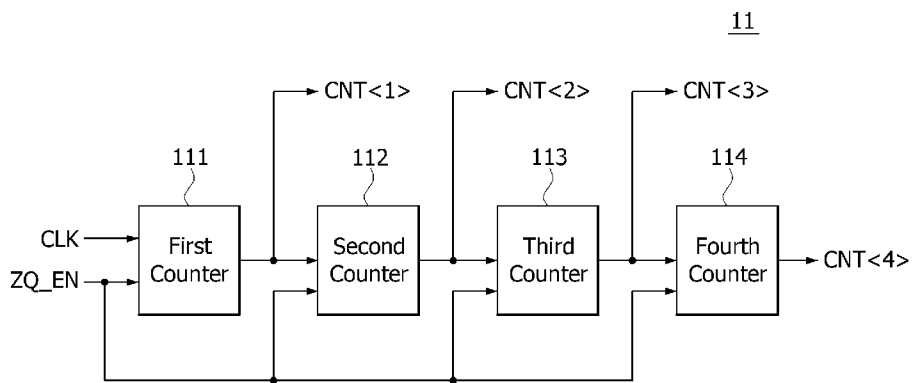 11
CNT<1>
CNT<2>
CNT<3>
111
112
113
114
CLK
ZQ_EN
First
Counter
Second
Counter
Third
Counter
Fourth
Counter
CNT<4>